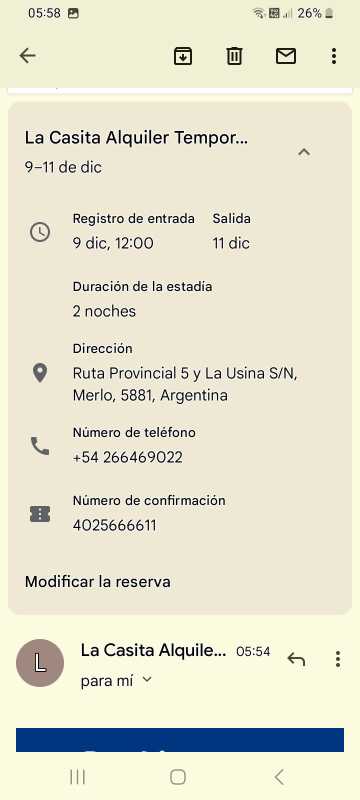 05:58 26%
La Casita Alquiler Tempor...
9–11 de dic
Registro de entrada Salida
9 dic, 12:00 11 dic
Duración de la estadía
2 noches
Dirección
Ruta Provincial 5 y La Usina S/N,
Merlo, 5881, Argentina
Número de teléfono
+54 266469022
Número de confirmación
4025666611
Modificar la reserva
L La Casita Alquile... 05:54
para mí